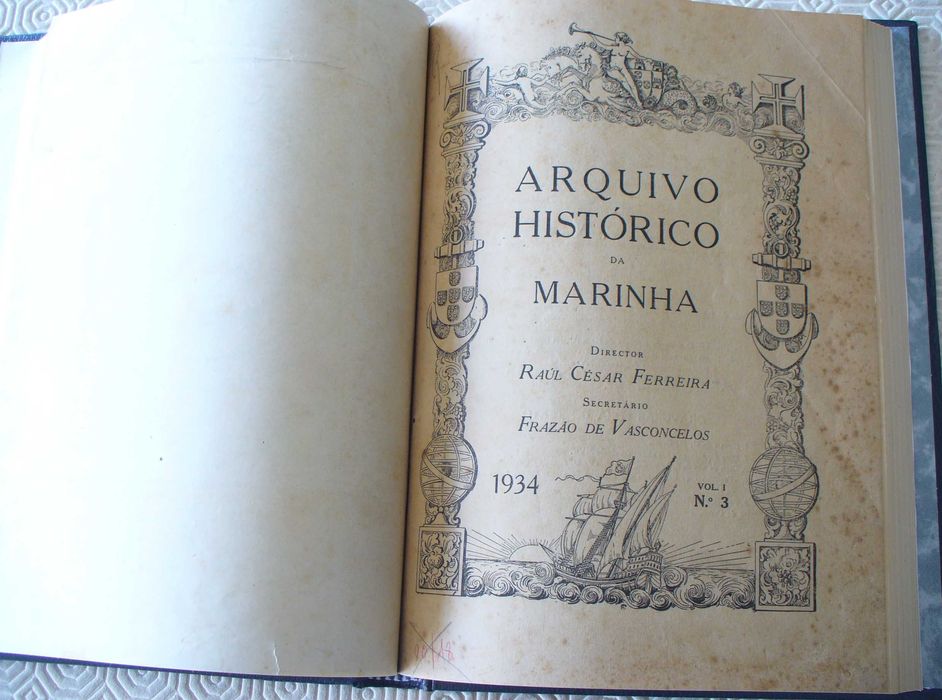 ARQUIVO
HISTÓRICO
DA
MARINHA
DIRECTOR
RAÚL CÉSAR FERREIRA
SECRETÁRIO
FRAZÃO DE VASCONCELOS
1934
VOL. I
N.º 3